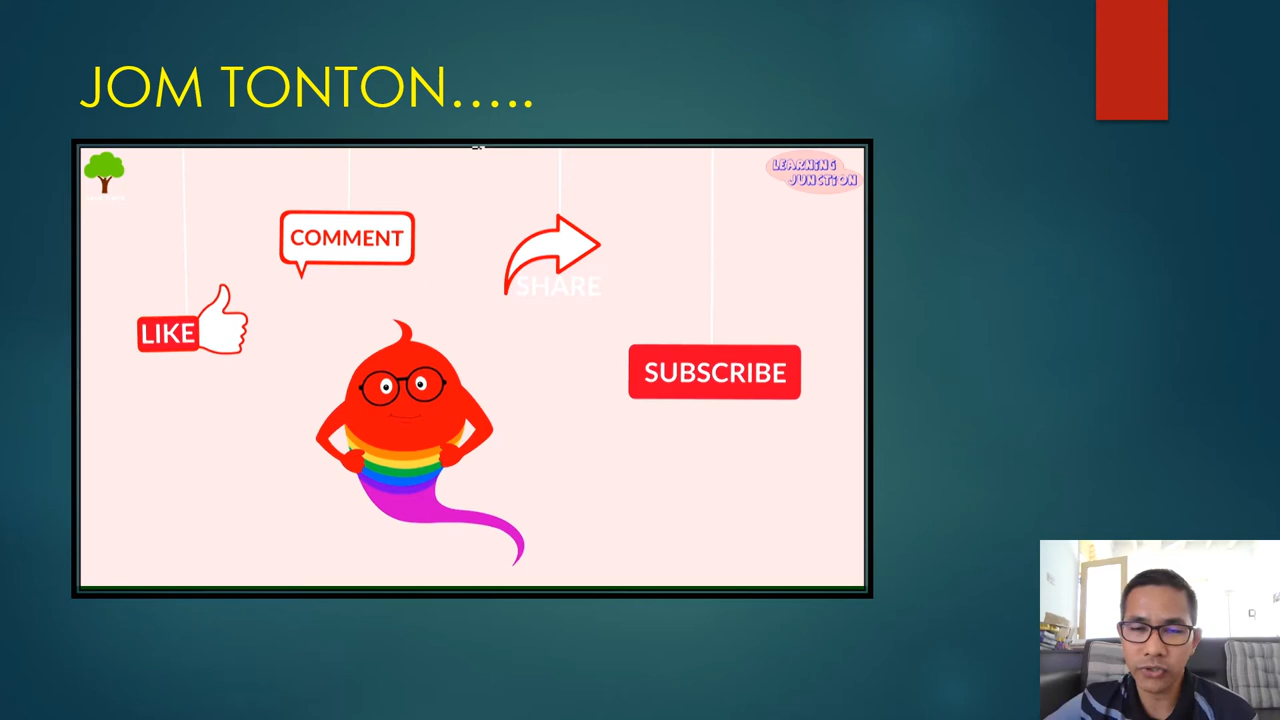 JOM TONTON.....
LEARNING
JUNCTION
COMMENT
SHARE
LIKE
SUBSCRIBE